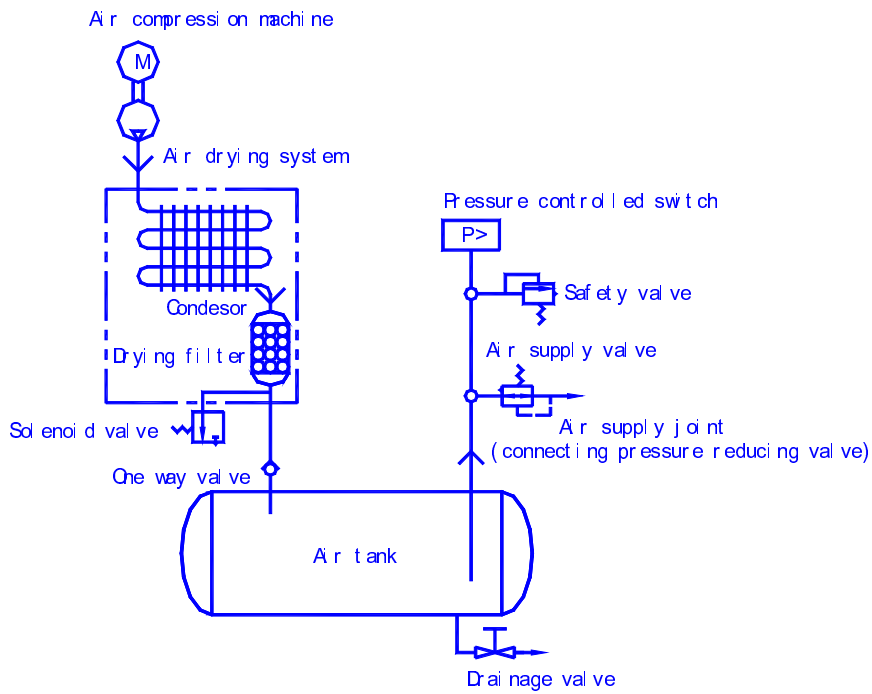 Air compression machine
M
Air drying system
Pressure controlled switch
P>
Condesor
Safety valve
Drying filter
Air supply valve
Solenoid valve
Air supply joint
(connecting pressure reducing valve)
One way valve
Air tank
Drainage valve